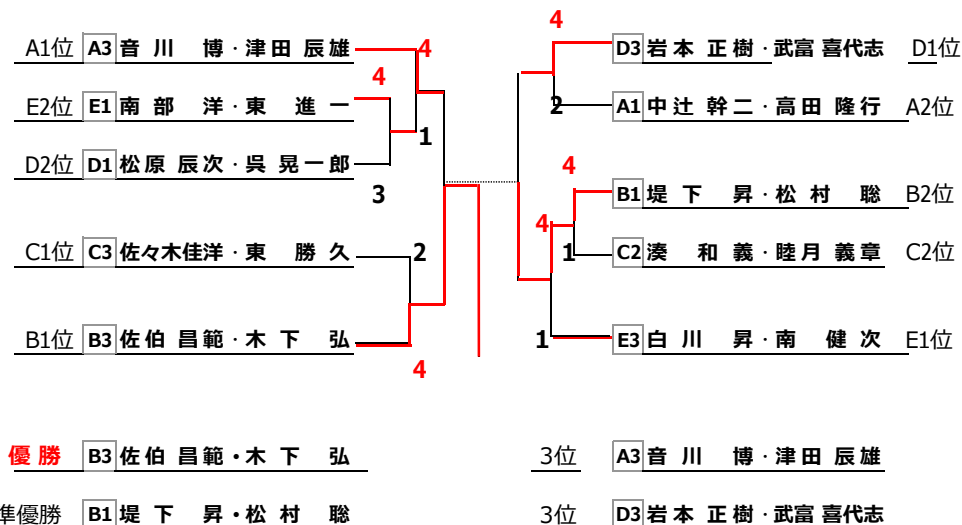 4
A1位 A3 音 川 博・津田 辰雄 4 D3 岩本 正樹・武富 喜代志 D1位
4
E2位 E1 南 部 洋・東 進 一 2 A1 中辻 幹二・高田 隆行 A2位
1
D2位 D1 松原 辰次・呉 晃一郎 4
3 B1 堤 下 昇・松 村 聡 B2位
4
C1位 C3 佐々木佳洋・東 勝 久 2 1 C2 湊 和 義・睦月 義章 C2位
B1位 B3 佐伯 昌範・木 下 弘 1 E3 白 川 昇・南 健 次 E1位
4
優勝 B3 佐伯 昌範・木 下 弘 3位 A3 音 川 博・津田 辰雄
準優勝 B1 堤 下 昇・松 村 聡 3位 D3 岩本 正樹・武富 喜代志